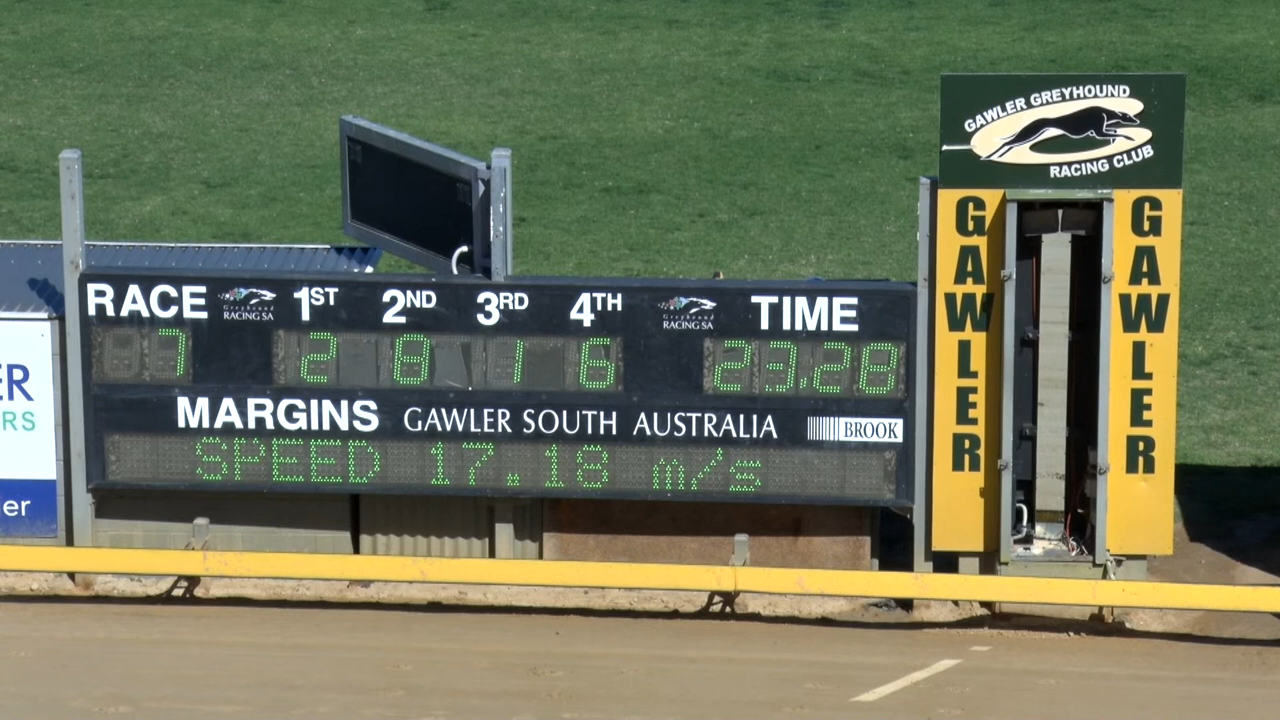 GAWLER GREYHOUND
RACING CLUB
GAWLER
GAWLER
RACE
Greyhound
RACING SA
1ST
2ND
3RD
4TH
Greyhound
RACING SA
TIME
7
2
8
1
6
23.28
MARGINS
GAWLER SOUTH AUSTRALIA
BROOK
SPEED 17.18 m/s
ER
RS
er